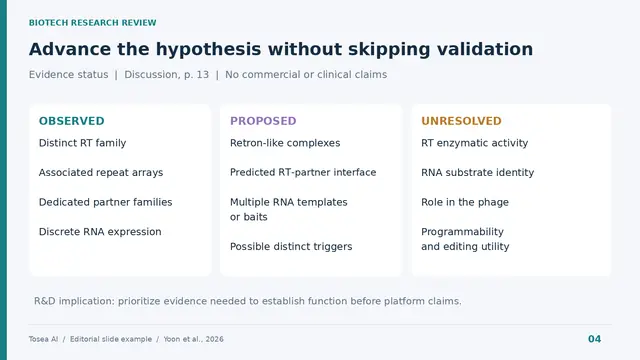 BIOTECH RESEARCH REVIEW
Advance the hypothesis without skipping validation
Evidence status | Discussion, p. 13 | No commercial or clinical claims
OBSERVED
Distinct RT family
Associated repeat arrays
Dedicated partner families
Discrete RNA expression
PROPOSED
Retron-like complexes
Predicted RT-partner interface
Multiple RNA templates
or baits
Possible distinct triggers
UNRESOLVED
RT enzymatic activity
RNA substrate identity
Role in the phage
Programmability
and editing utility
R&D implication: prioritize evidence needed to establish function before platform claims.
Tosea AI / Editorial slide example / Yoon et al., 2026
04